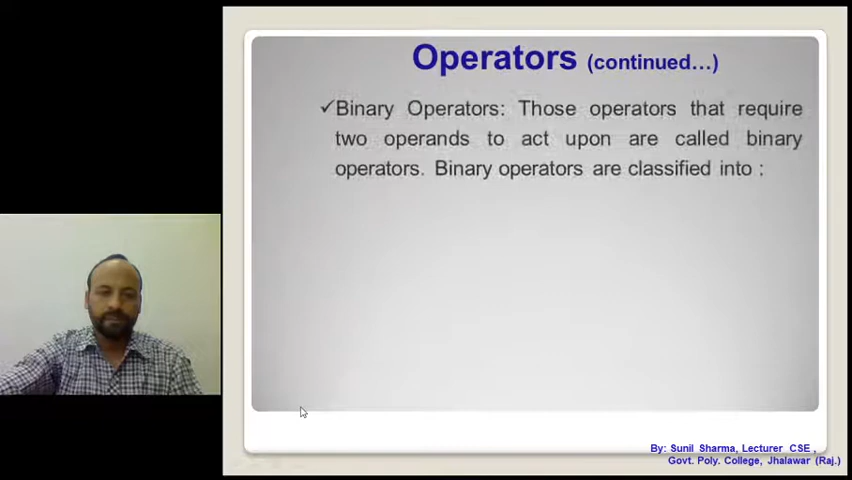 Operators (continued…)
✓Binary Operators: Those operators that require
two operands to act upon are called binary
operators. Binary operators are classified into :
By: Sunil Sharma, Lecturer CSE ,
Govt. Poly. College, Jhalawar (Raj.)